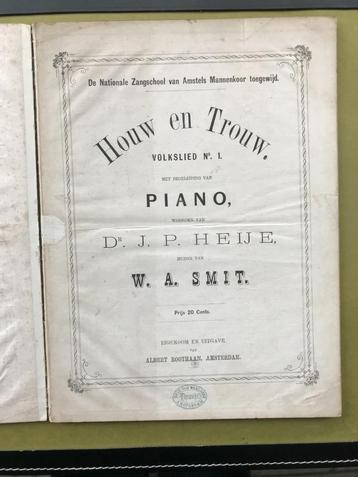 De Nationale Zangschool van Amstels Mannenkoor toegewijd.
Houw en Trouw.
VOLKSLIED No. 1.
MET BEGELEIDING VAN
PIANO,
WOORDEN VAN
DR. J. P. HEIJE,
MUZIEK VAN
W. A. SMIT.
Prijs 20 Cents.
EIGENDOM EN UITGAVE
VAN
ALBERT ROOTHAAN, AMSTERDAM.